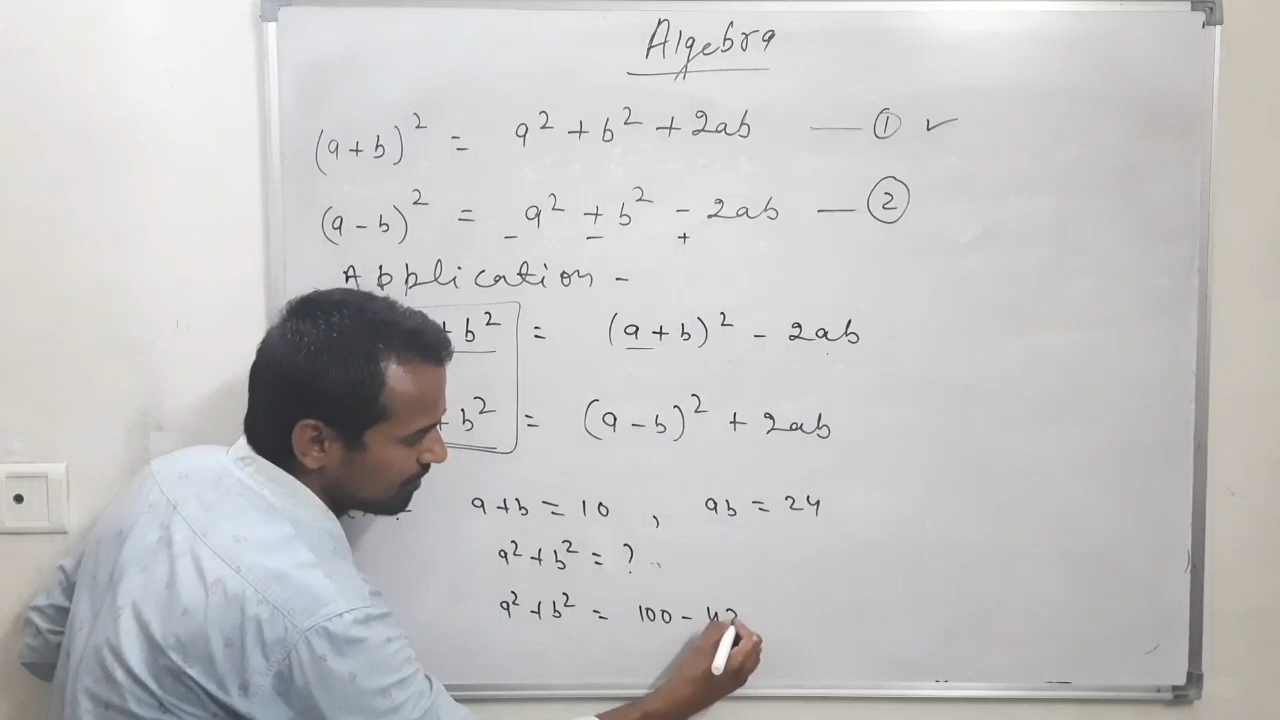 Algebra
(a+b)² = a² + b² + 2ab — ① ✓
(a-b)² = a² + b² - 2ab — ②
- - +
Application -
+ b² = (a+b)² - 2ab
+ b² = (a-b)² + 2ab
a+b = 10 , ab = 24
a² + b² = ?
a² + b² = 100 -